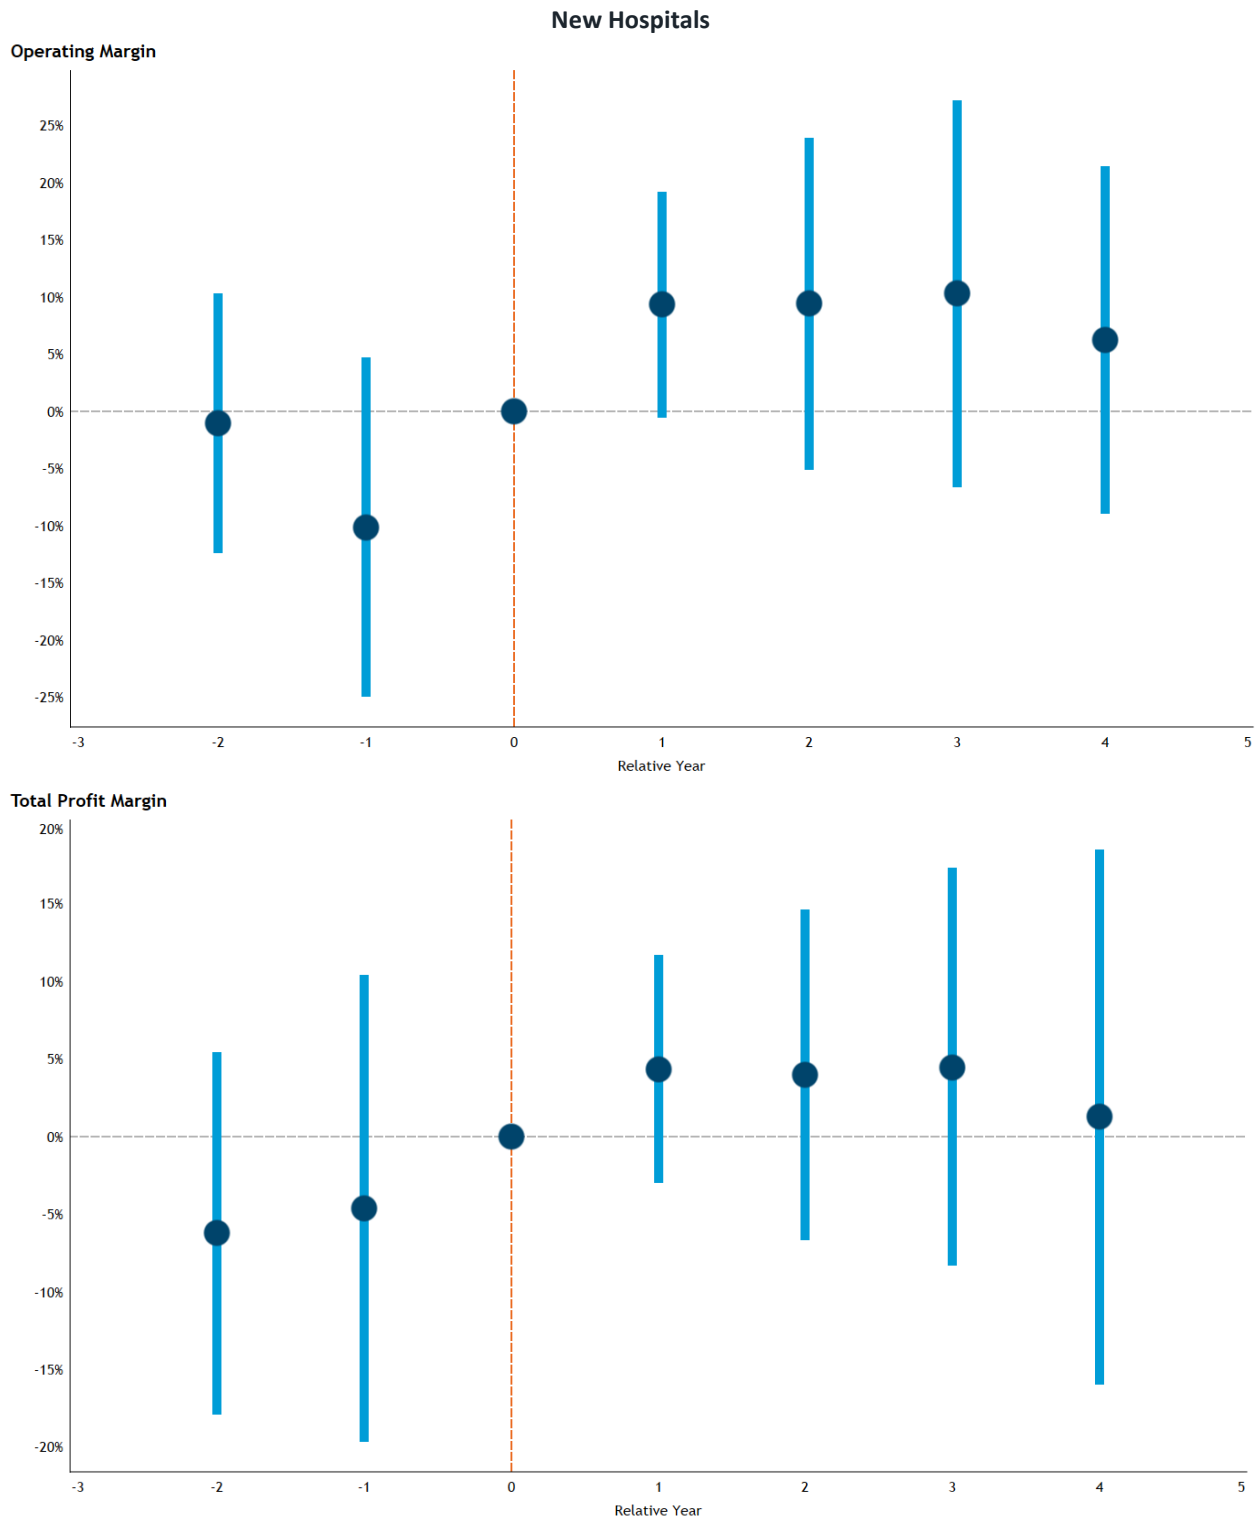 New Hospitals
Operating Margin
25%
20%
15%
10%
5%
0%
-5%
-10%
-15%
-20%
-25%
-3 -2 -1 0 1 2 3 4 5
Relative Year
Total Profit Margin
20%
15%
10%
5%
0%
-5%
-10%
-15%
-20%
-3 -2 -1 0 1 2 3 4 5
Relative Year